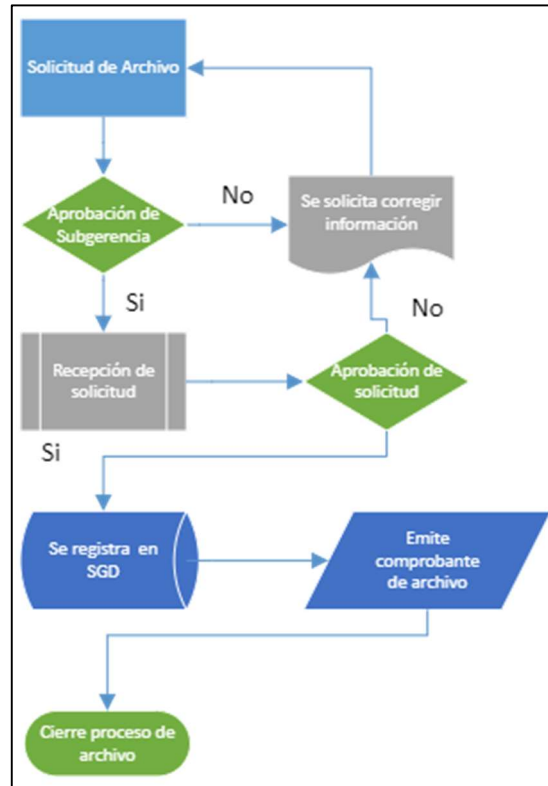 Solicitud de Archivo
Aprobación de
Subgerencia
No
Se solicita corregir
información
Si
No
Recepción de
solicitud
Aprobación de
solicitud
Si
Se registra en
SGD
Emite
comprobante
de archivo
Cierre proceso de
archivo